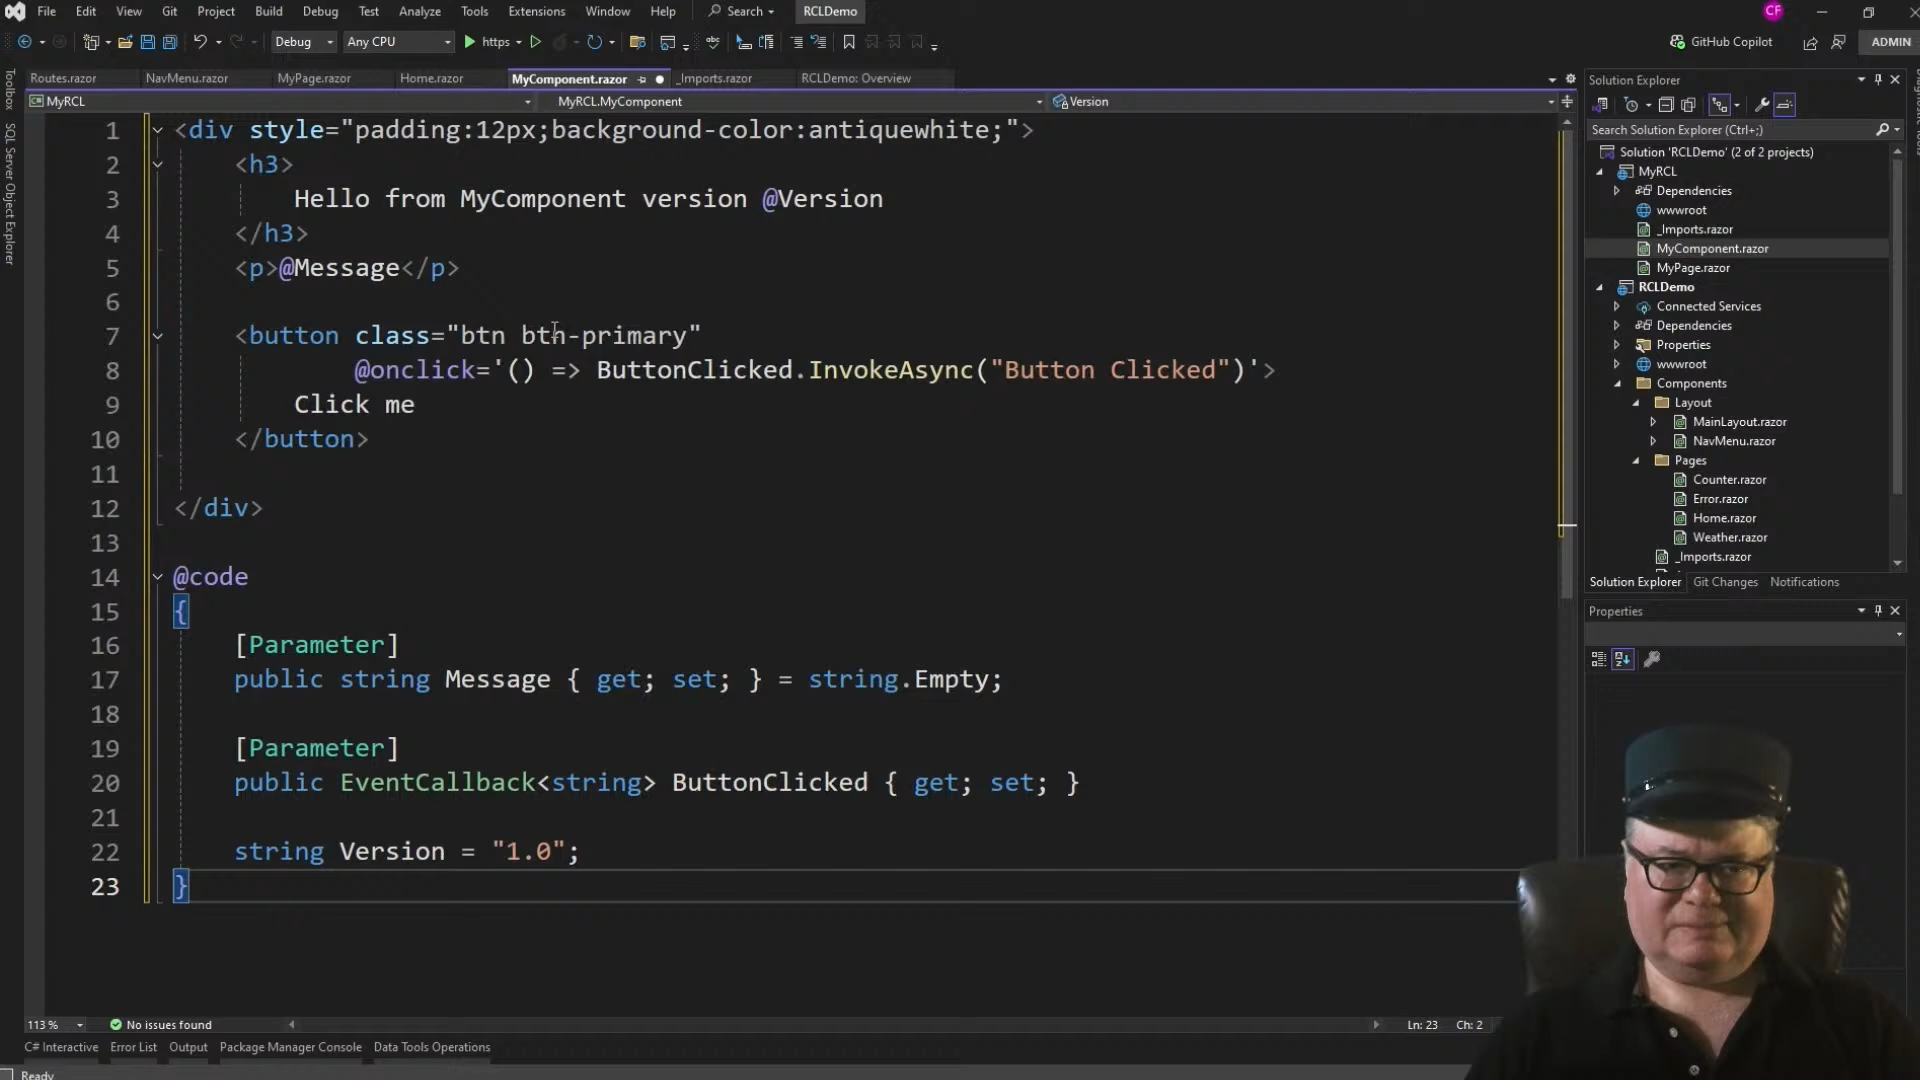 File Edit View Git Project Build Debug Test Analyze Tools Extensions Window Help Search RCLDemo CF
Debug Any CPU https GitHub Copilot ADMIN
Routes.razor NavMenu.razor MyPage.razor Home.razor MyComponent.razor _Imports.razor RCLDemo: Overview
MyRCL MyRCL.MyComponent Version
Toolbox
SQL Server Object Explorer
1 <div style="padding:12px;background-color:antiquewhite;">
2 <h3>
3 Hello from MyComponent version @Version
4 </h3>
5 <p>@Message</p>
6
7 <button class="btn btn-primary"
8 @onclick='() => ButtonClicked.InvokeAsync("Button Clicked")'>
9 Click me
10 </button>
11
12 </div>
13
14 @code
15 {
16 [Parameter]
17 public string Message { get; set; } = string.Empty;
18
19 [Parameter]
20 public EventCallback<string> ButtonClicked { get; set; }
21
22 string Version = "1.0";
23 }
113 % No issues found Ln: 23 Ch: 2
C# Interactive Error List Output Package Manager Console Data Tools Operations
Ready
Solution Explorer
Search Solution Explorer (Ctrl+;)
Solution 'RCLDemo' (2 of 2 projects)
MyRCL
Dependencies
wwwroot
_Imports.razor
MyComponent.razor
MyPage.razor
RCLDemo
Connected Services
Dependencies
Properties
wwwroot
Components
Layout
MainLayout.razor
NavMenu.razor
Pages
Counter.razor
Error.razor
Home.razor
Weather.razor
_Imports.razor
Solution Explorer Git Changes Notifications
Properties